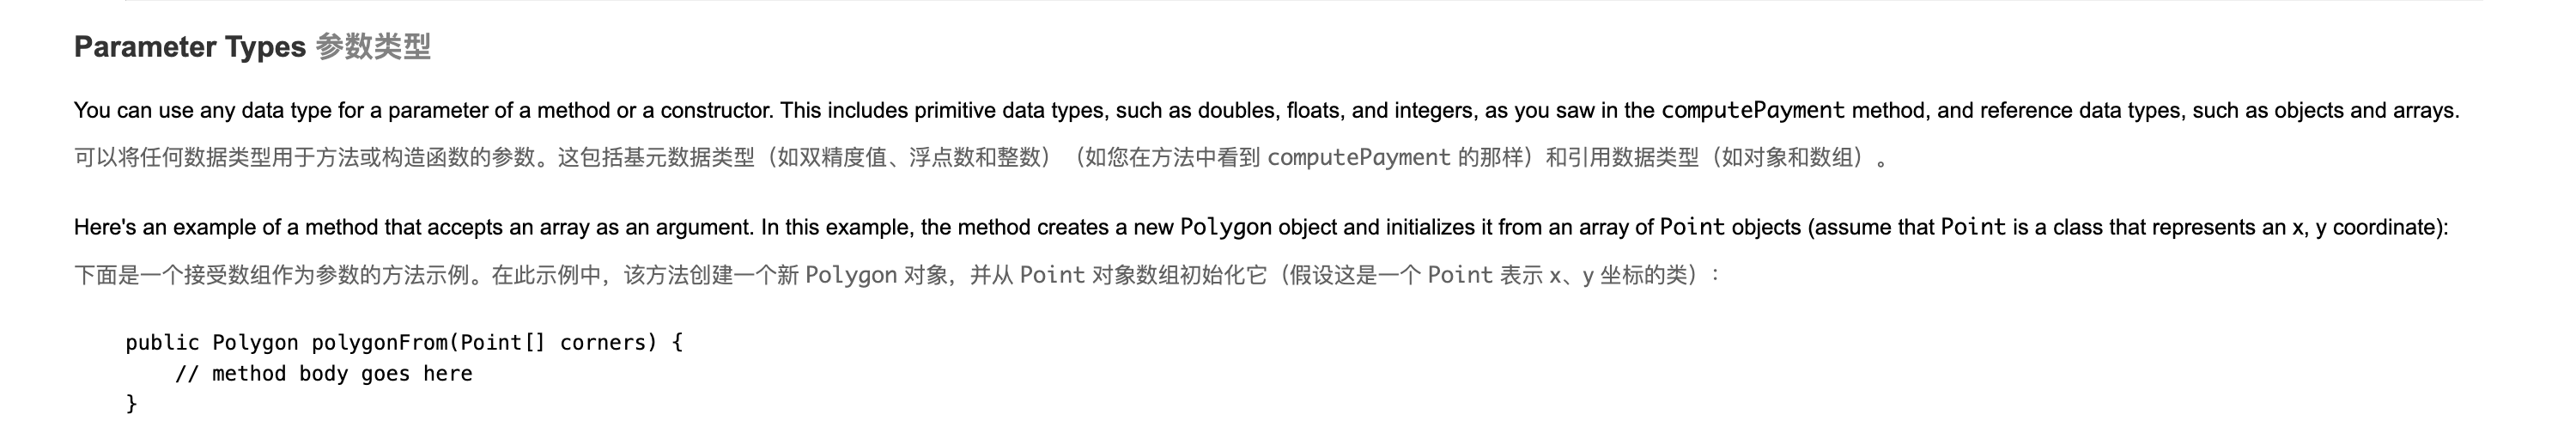 Parameter Types 参数类型
You can use any data type for a parameter of a method or a constructor. This includes primitive data types, such as doubles, floats, and integers, as you saw in the computePayment method, and reference data types, such as objects and arrays.
可以将任何数据类型用于方法或构造函数的参数。这包括基元数据类型（如双精度值、浮点数和整数）（如您在方法中看到 computePayment 的那样）和引用数据类型（如对象和数组）。
Here's an example of a method that accepts an array as an argument. In this example, the method creates a new Polygon object and initializes it from an array of Point objects (assume that Point is a class that represents an x, y coordinate):
下面是一个接受数组作为参数的方法示例。在此示例中，该方法创建一个新 Polygon 对象，并从 Point 对象数组初始化它（假设这是一个 Point 表示 x、y 坐标的类）：
public Polygon polygonFrom(Point[] corners) {
    // method body goes here
}